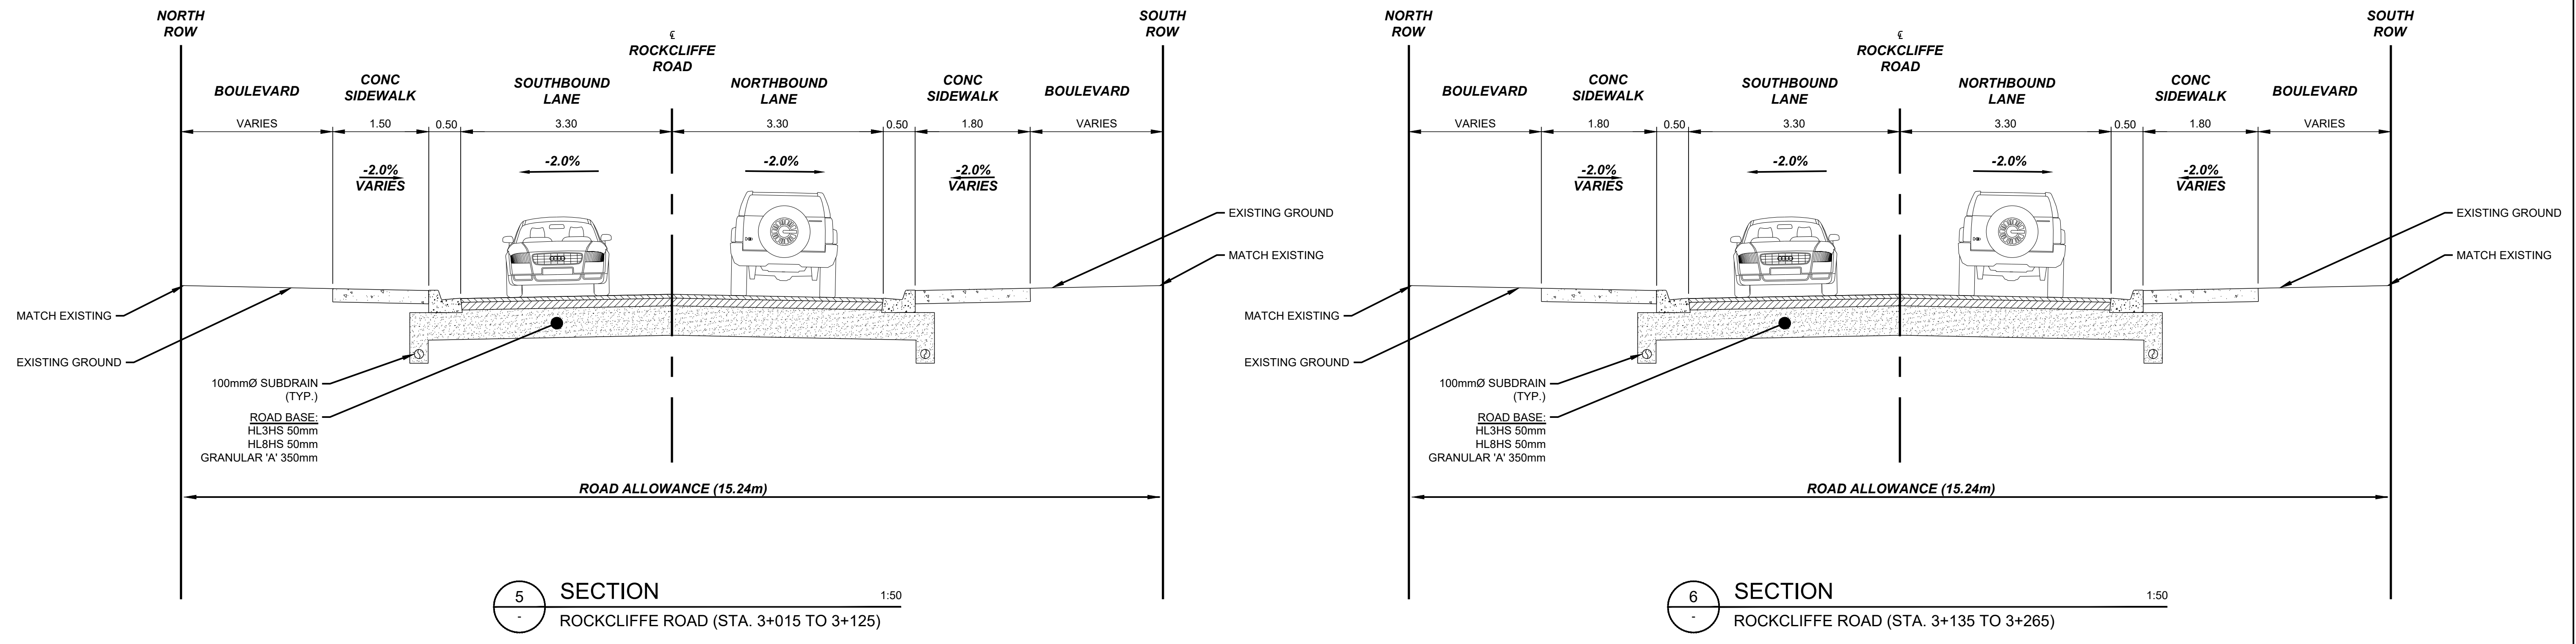 NORTH
ROW
SOUTH
ROW
℄
ROCKCLIFFE
ROAD
BOULEVARD
CONC
SIDEWALK
SOUTHBOUND
LANE
NORTHBOUND
LANE
CONC
SIDEWALK
BOULEVARD
VARIES
1.50
0.50
3.30
3.30
0.50
1.80
VARIES
-2.0%
VARIES
-2.0%
-2.0%
-2.0%
VARIES
EXISTING GROUND
MATCH EXISTING
MATCH EXISTING
EXISTING GROUND
100mmØ SUBDRAIN
(TYP.)
ROAD BASE:
HL3HS 50mm
HL8HS 50mm
GRANULAR 'A' 350mm
ROAD ALLOWANCE (15.24m)
5
-
SECTION
1:50
ROCKCLIFFE ROAD (STA. 3+015 TO 3+125)
NORTH
ROW
SOUTH
ROW
℄
ROCKCLIFFE
ROAD
BOULEVARD
CONC
SIDEWALK
SOUTHBOUND
LANE
NORTHBOUND
LANE
CONC
SIDEWALK
BOULEVARD
VARIES
1.80
0.50
3.30
3.30
0.50
1.80
VARIES
-2.0%
VARIES
-2.0%
-2.0%
-2.0%
VARIES
EXISTING GROUND
MATCH EXISTING
MATCH EXISTING
EXISTING GROUND
100mmØ SUBDRAIN
(TYP.)
ROAD BASE:
HL3HS 50mm
HL8HS 50mm
GRANULAR 'A' 350mm
ROAD ALLOWANCE (15.24m)
6
-
SECTION
1:50
ROCKCLIFFE ROAD (STA. 3+135 TO 3+265)